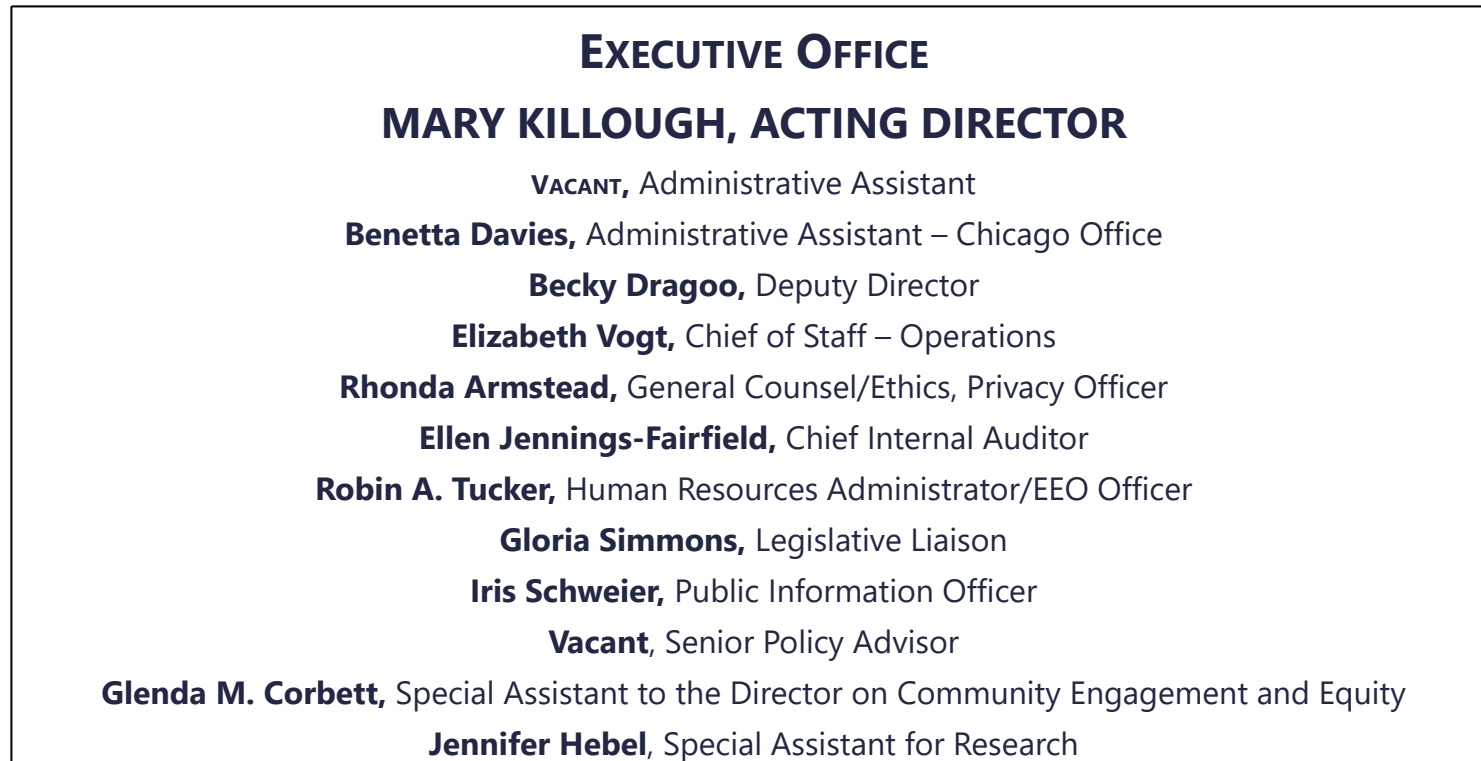 EXECUTIVE OFFICE
MARY KILLOUGH, ACTING DIRECTOR
VACANT, Administrative Assistant
Benetta Davies, Administrative Assistant – Chicago Office
Becky Dragoo, Deputy Director
Elizabeth Vogt, Chief of Staff – Operations
Rhonda Armstead, General Counsel/Ethics, Privacy Officer
Ellen Jennings-Fairfield, Chief Internal Auditor
Robin A. Tucker, Human Resources Administrator/EEO Officer
Gloria Simmons, Legislative Liaison
Iris Schweier, Public Information Officer
Vacant, Senior Policy Advisor
Glenda M. Corbett, Special Assistant to the Director on Community Engagement and Equity
Jennifer Hebel, Special Assistant for Research